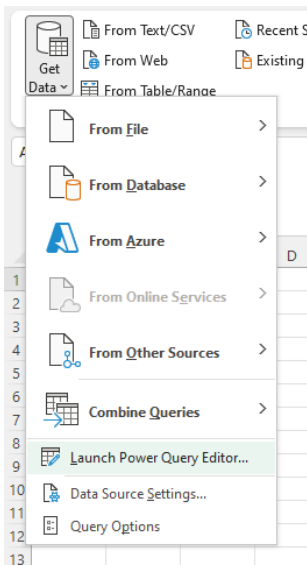 From Text/CSV
Recent S
From Web
Existing
Get
Data
From Table/Range
From File
From Database
D
From Azure
From Online Services
From Other Sources
Combine Queries
Launch Power Query Editor...
Data Source Settings...
Query Options
1
2
3
4
5
6
7
8
9
10
11
12
13